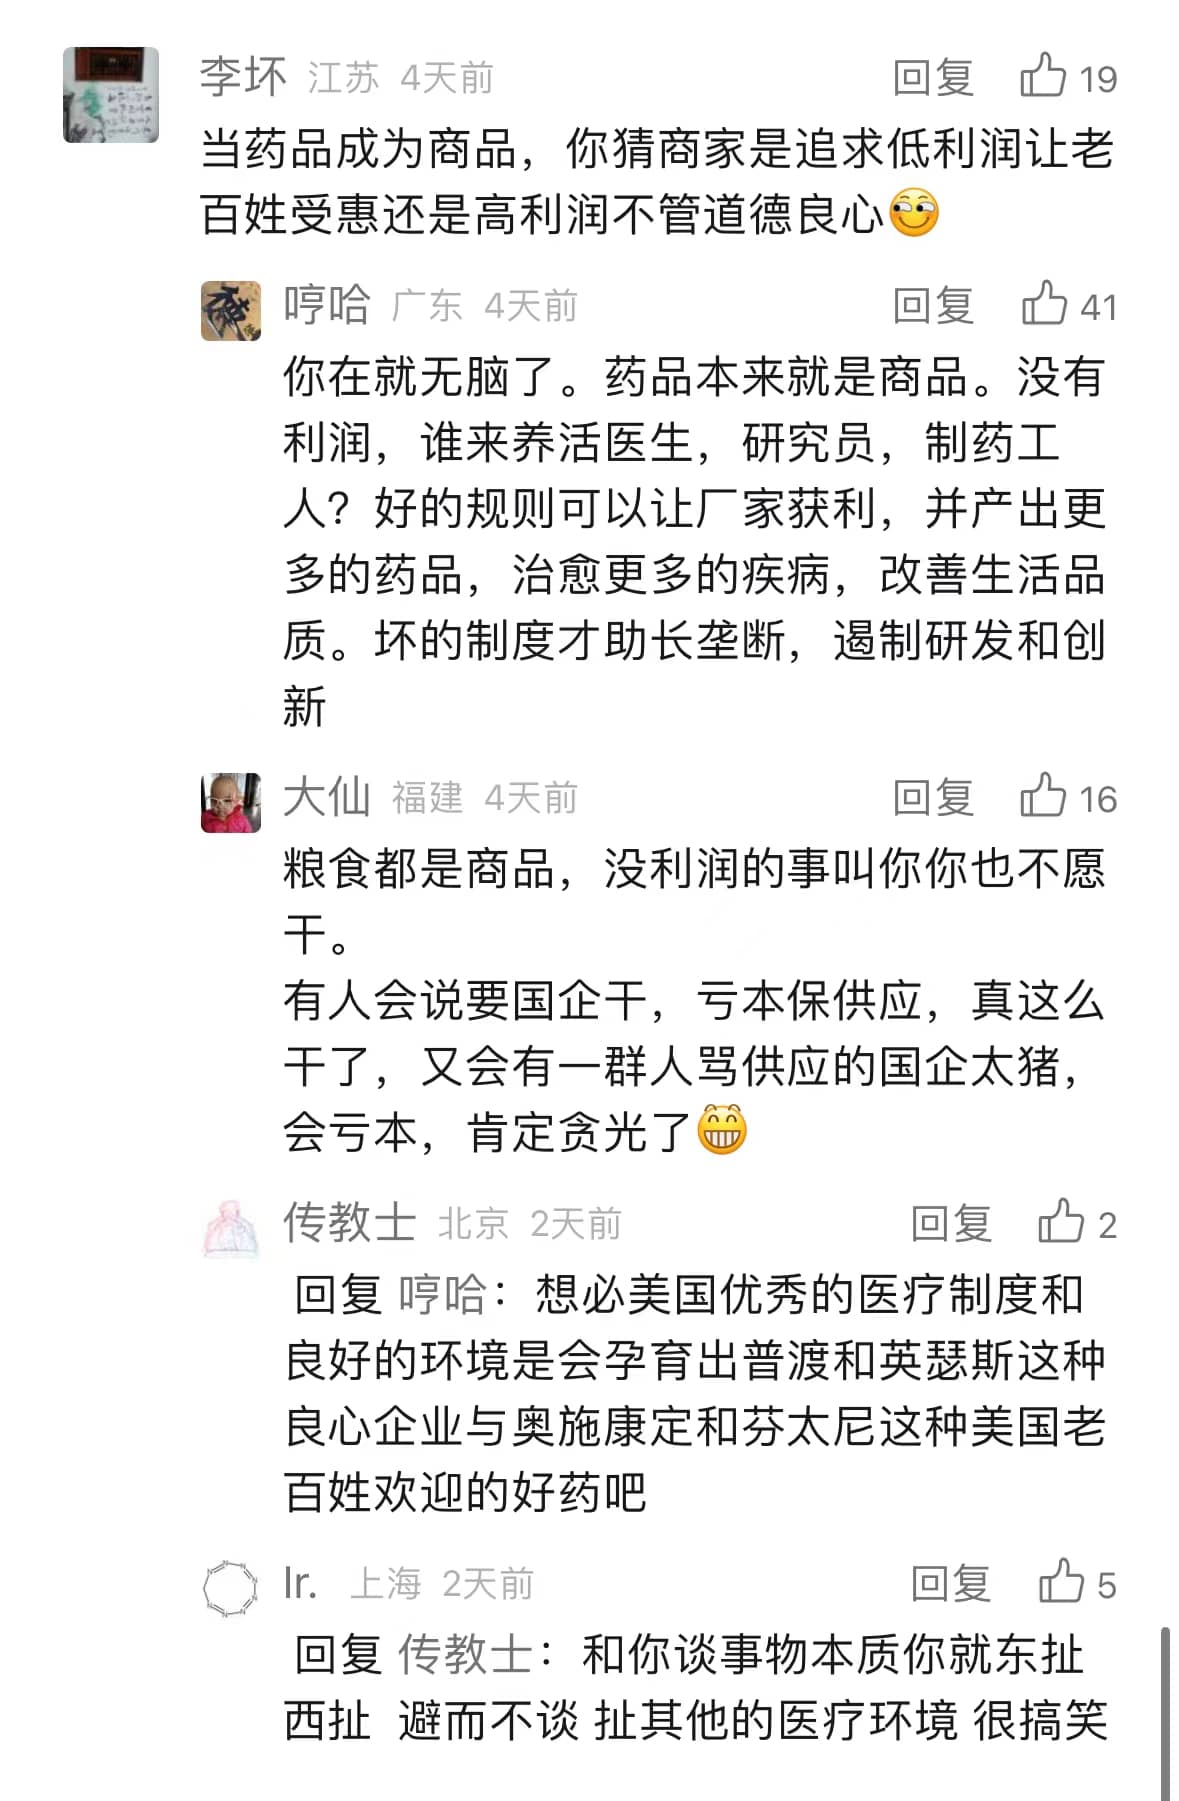 李坏 江苏 4天前 回复 19
当药品成为商品，你猜商家是追求低利润让老
百姓受惠还是高利润不管道德良心
哼哈 广东 4天前 回复 41
你在就无脑了。药品本来就是商品。没有
利润，谁来养活医生，研究员，制药工
人？好的规则可以让厂家获利，并产出更
多的药品，治愈更多的疾病，改善生活品
质。坏的制度才助长垄断，遏制研发和创
新
大仙 福建 4天前 回复 16
粮食都是商品，没利润的事叫你你也不愿
干。
有人会说要国企干，亏本保供应，真这么
干了，又会有一群人骂供应的国企太猪，
会亏本，肯定贪光了
传教士 北京 2天前 回复 2
回复 哼哈：想必美国优秀的医疗制度和
良好的环境是会孕育出普渡和英瑟斯这种
良心企业与奥施康定和芬太尼这种美国老
百姓欢迎的好药吧
Ir. 上海 2天前 回复 5
回复 传教士：和你谈事物本质你就东扯
西扯 避而不谈 扯其他的医疗环境 很搞笑